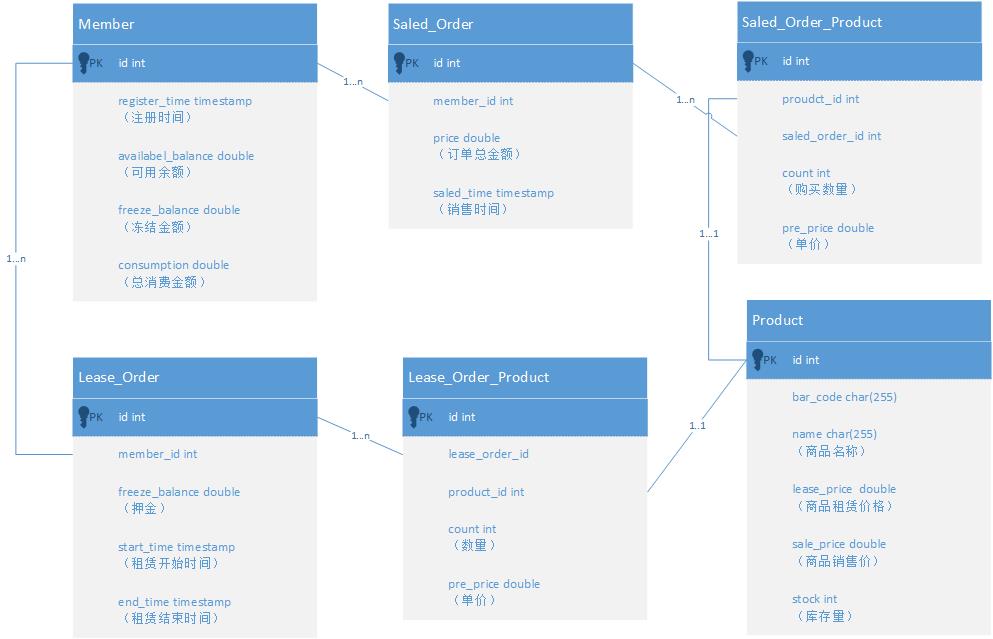 Member
PK id int
register_time timestamp
（注册时间）
availabel_balance double
（可用余额）
freeze_balance double
（冻结金额）
consumption double
（总消费金额）
Saled_Order
PK id int
member_id int
price double
（订单总金额）
saled_time timestamp
（销售时间）
Saled_Order_Product
PK id int
proudct_id int
saled_order_id int
count int
（购买数量）
pre_price double
（单价）
1...n
1...n
1...n
1...1
Lease_Order
PK id int
member_id int
freeze_balance double
（押金）
start_time timestamp
（租赁开始时间）
end_time timestamp
（租赁结束时间）
1...n
Lease_Order_Product
PK id int
lease_order_id
product_id int
count int
（数量）
pre_price double
（单价）
1..1
Product
PK id int
bar_code char(255)
name char(255)
（商品名称）
lease_price double
（商品租赁价格）
sale_price double
（商品销售价）
stock int
（库存量）